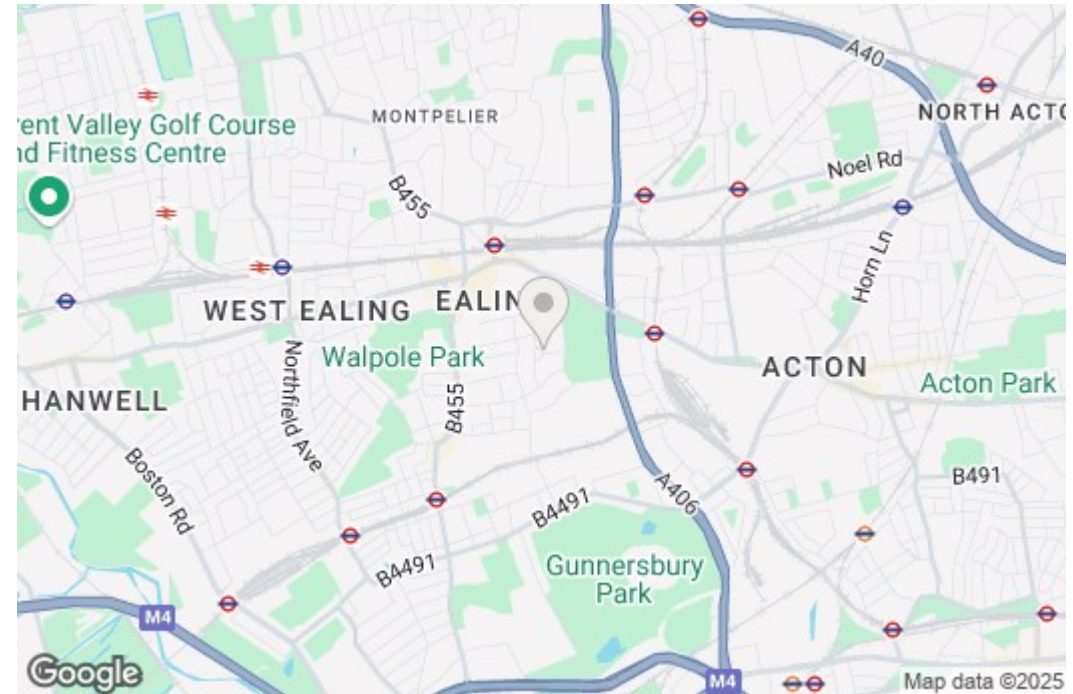 A40
MONTPELIER
NORTH ACTO
rent Valley Golf Course
nd Fitness Centre
Noel Rd
B455
Horn Ln
WEST EALING
EALIN
Walpole Park
ACTON
Acton Park
HANWELL
Northfield Ave
B455
Boston Rd
B491
A406
B4491
B4491
Gunnersbury
Park
M4
M4
Google
Map data ©2025